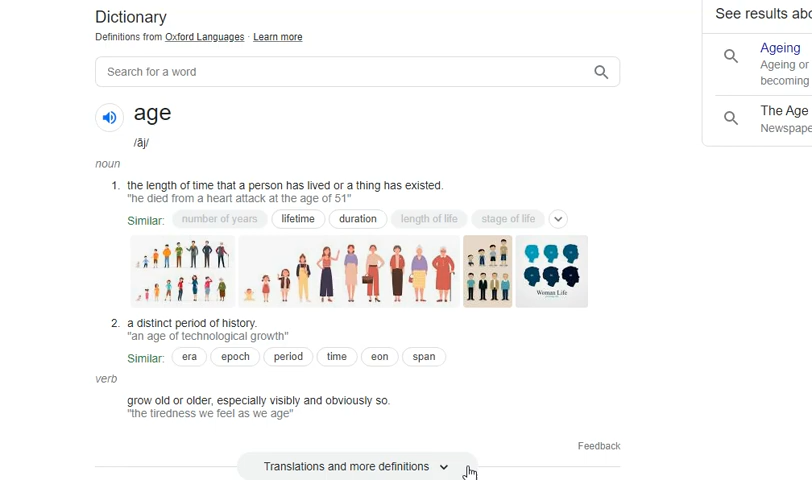 Dictionary
Definitions from Oxford Languages · Learn more
Search for a word
age
/āj/
noun
1. the length of time that a person has lived or a thing has existed.
"he died from a heart attack at the age of 51"
Similar: number of years lifetime duration length of life stage of life
Woman Life
2. a distinct period of history.
"an age of technological growth"
Similar: era epoch period time eon span
verb
grow old or older, especially visibly and obviously so.
"the tiredness we feel as we age"
Feedback
Translations and more definitions
See results abo
Ageing
Ageing or
becoming
The Age
Newspape